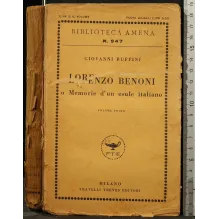 BIBLIOTECA AMENA
N. 947
GIOVANNI RUFFINI
LORENZO BENONI
o Memorie d'un esule italiano
MILANO
FRATELLI TREVES EDITORI